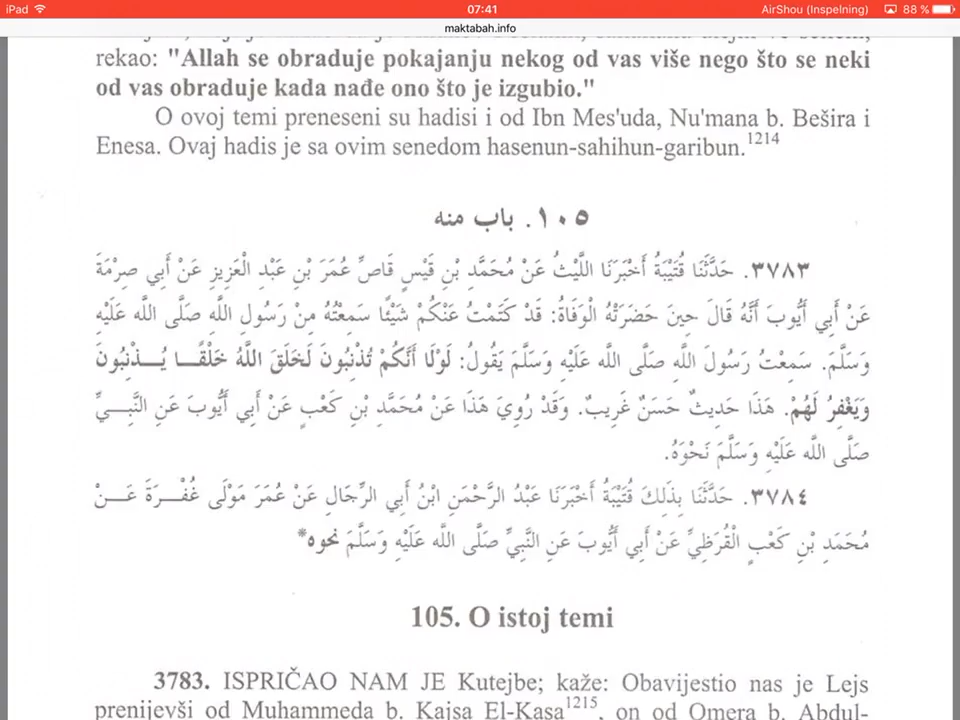 iPad 07:41 AirShou (Inspelning) 88 %
maktabah.info
rekao: "Allah se obraduje pokajanju nekog od vas više nego što se neki
od vas obraduje kada nađe ono što je izgubio."
O ovoj temi preneseni su hadisi i od Ibn Mes'uda, Nu'mana b. Bešira i
Enesa. Ovaj hadis je sa ovim senedom hasenun-sahihun-garibun.1214
١٠٥. باب منه
٣٧٨٣. حَدَّثَنَا قُتَيْبَةُ أَخْبَرَنَا اللَّيْثُ عَنْ مُحَمَّدِ بْنِ قَيْسٍ قَاصِّ عُمَرَ بْنِ عَبْدِ الْعَزِيزِ عَنْ أَبِي صِرْمَةَ
عَنْ أَبِي أَيُّوبَ أَنَّهُ قَالَ حِينَ حَضَرَتْهُ الْوَفَاةُ: قَدْ كَتَمْتُ عَنْكُمْ شَيْئًا سَمِعْتُهُ مِنْ رَسُولِ اللَّهِ صَلَّى اللَّه عَلَيْهِ
وَسَلَّمَ. سَمِعْتُ رَسُولَ اللَّهِ صَلَّى اللَّه عَلَيْهِ وَسَلَّمَ يَقُولُ: لَوْلَا أَنَّكُمْ تُذْنِبُونَ لَخَلَقَ اللَّهُ خَلْقًا يُذْنِبُونَ
وَيَغْفِرُ لَهُمْ. هَذَا حَدِيثٌ حَسَنٌ غَرِيبٌ. وَقَدْ رُوِيَ هَذَا عَنْ مُحَمَّدِ بْنِ كَعْبٍ عَنْ أَبِي أَيُّوبَ عَنِ النَّبِيِّ
صَلَّى اللَّه عَلَيْهِ وَسَلَّمَ نَحْوَهُ.
٣٧٨٤. حَدَّثَنَا بِذَلِكَ قُتَيْبَةُ أَخْبَرَنَا عَبْدُ الرَّحْمَنِ ابْنُ أَبِي الرِّجَالِ عَنْ عُمَرَ مَوْلَى غُفْرَةَ عَنْ
مُحَمَدِ بْنِ كَعْبٍ الْقُرَظِيِّ عَنْ أَبِي أَيُّوبَ عَنِ النَّبِيِّ صَلَّى اللَّه عَلَيْهِ وَسَلَّمَ نحوه*
105. O istoj temi
3783. ISPRIČAO NAM JE Kutejbe; kaže: Obavijestio nas je Lejs
prenijevši od Muhammeda b. Kajsa El-Kasa1215, on od Omera b. Abdul-